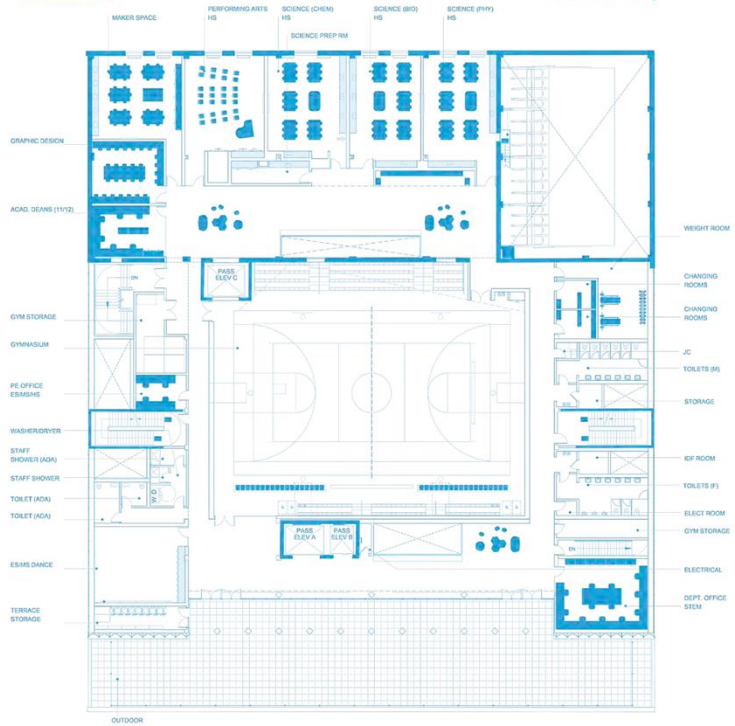 MAKER SPACE
PERFORMING ARTS
HS
SCIENCE (CHEM)
HS
SCIENCE (BIO)
HS
SCIENCE (PHY)
HS
SCIENCE PREP RM
GRAPHIC DESIGN
ACAD. DEANS (11/12)
GYM STORAGE
GYMNASIUM
PE OFFICE
ES/MS/HS
WASHER/DRYER
STAFF
SHOWER (ADA)
STAFF SHOWER
TOILET (ADA)
TOILET (ADA)
ES/MS DANCE
TERRACE
STORAGE
OUTDOOR
PASS
ELEV C
DN
W D
PASS
ELEV A
PASS
ELEV B
DN
WEIGHT ROOM
CHANGING
ROOMS
CHANGING
ROOMS
JC
TOILETS (M)
STORAGE
IDF ROOM
TOILETS (F)
ELECT ROOM
GYM STORAGE
ELECTRICAL
DEPT. OFFICE
STEM